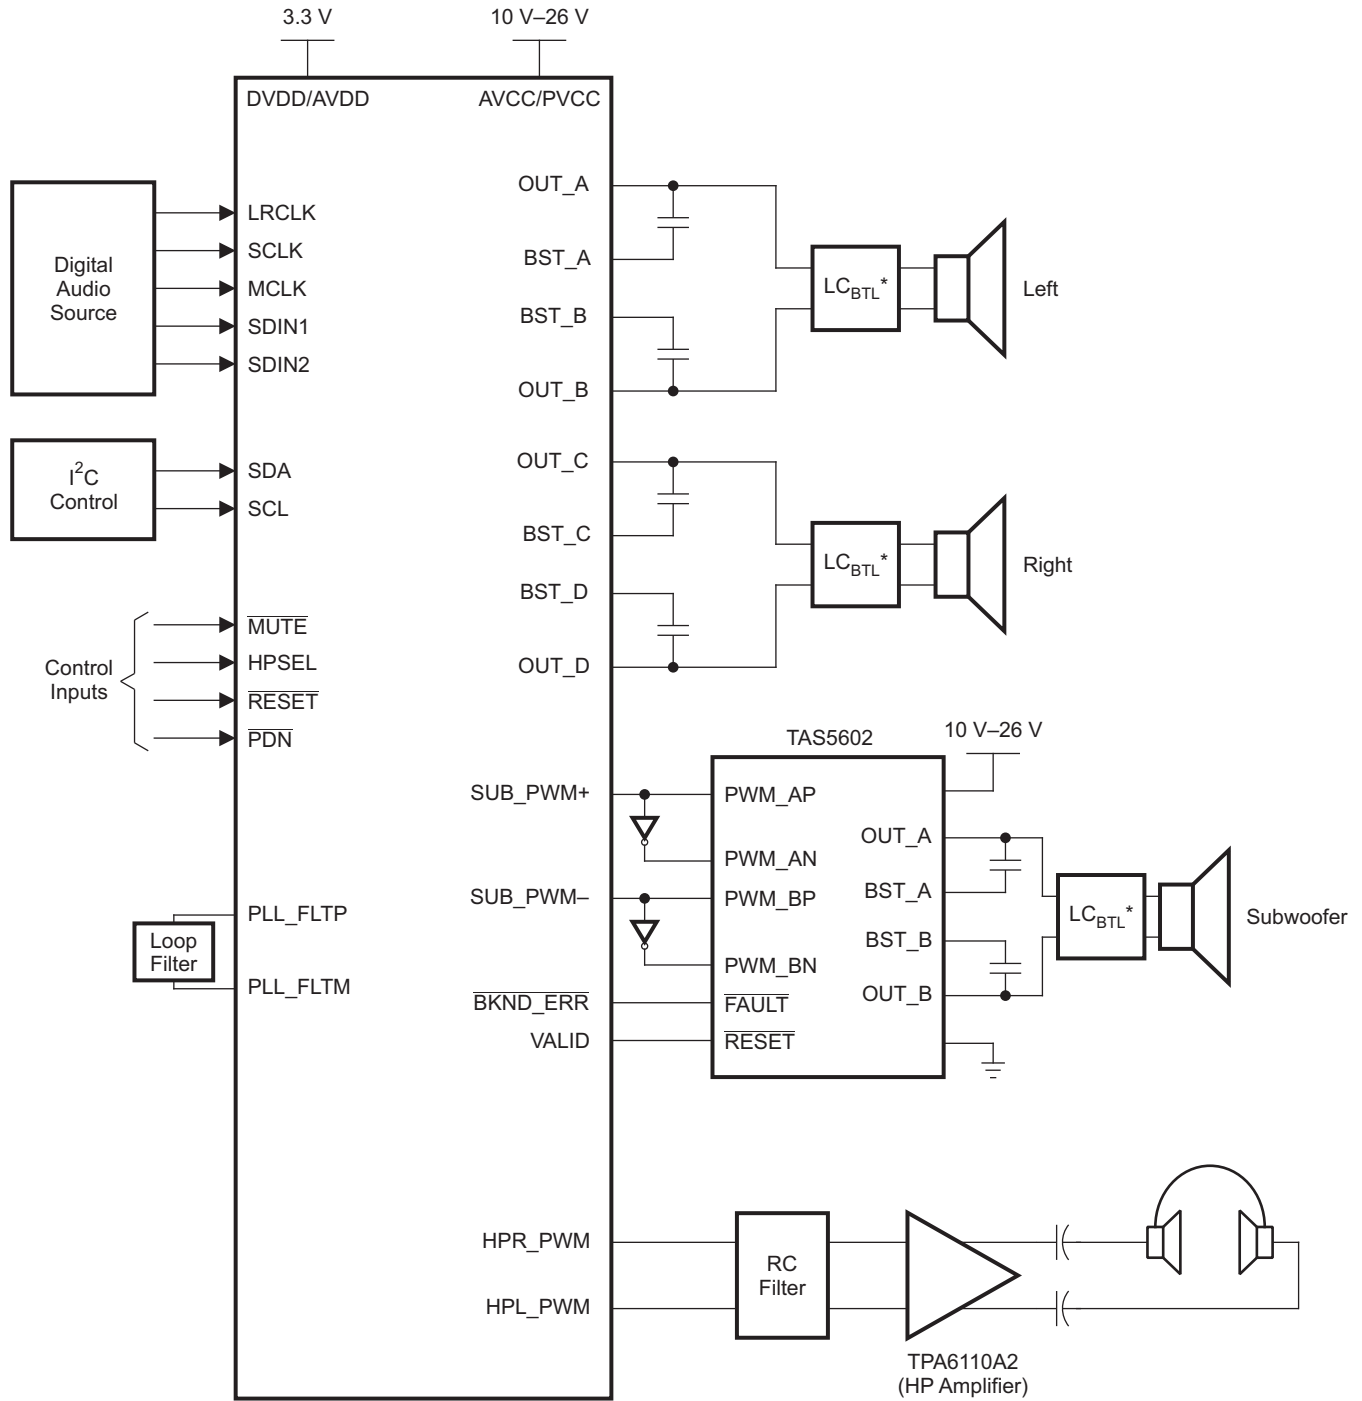 3.3 V
10 V–26 V
DVDD/AVDD
AVCC/PVCC
Digital
Audio
Source
LRCLK
SCLK
MCLK
SDIN1
SDIN2
I²C
Control
SDA
SCL
Control
Inputs
MUTE
HPSEL
RESET
PDN
Loop
Filter
PLL_FLTP
PLL_FLTM
OUT_A
BST_A
BST_B
OUT_B
LCBTL*
Left
OUT_C
BST_C
BST_D
OUT_D
LCBTL*
Right
SUB_PWM+
SUB_PWM–
BKND_ERR
VALID
TAS5602
10 V–26 V
PWM_AP
PWM_AN
PWM_BP
PWM_BN
FAULT
RESET
OUT_A
BST_A
BST_B
OUT_B
LCBTL*
Subwoofer
HPR_PWM
HPL_PWM
RC
Filter
TPA6110A2
(HP Amplifier)